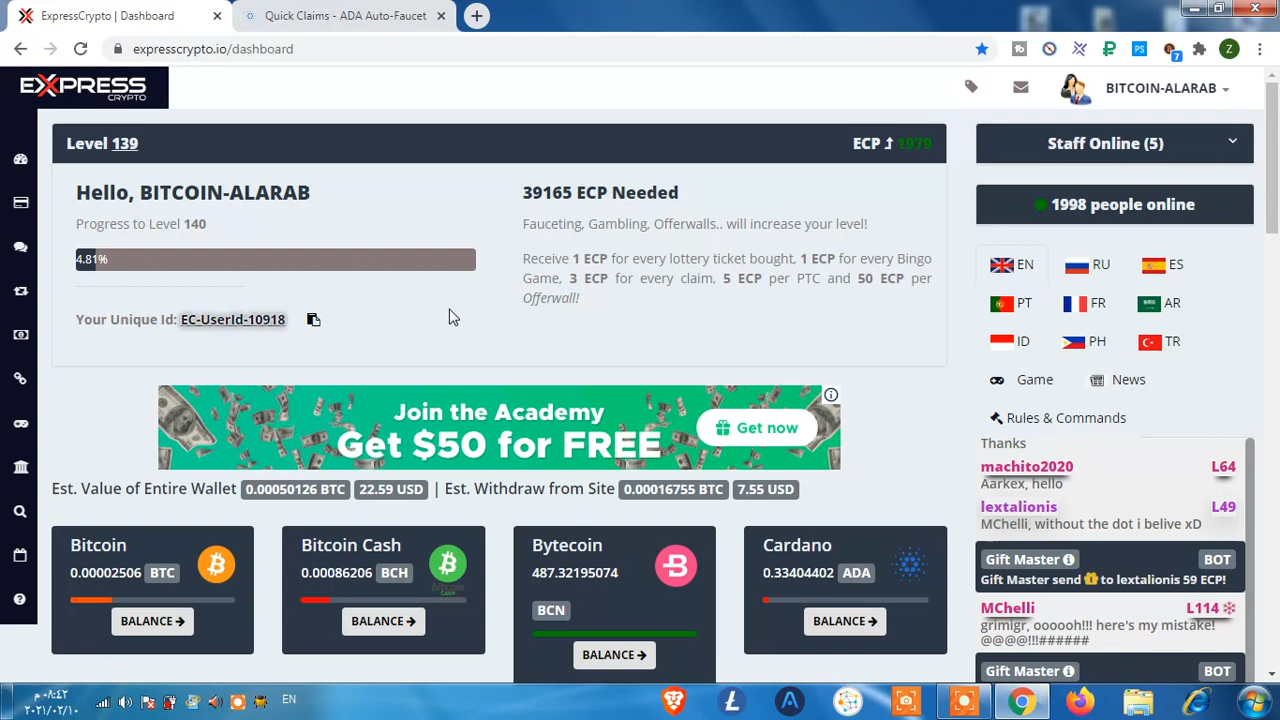 ExpressCrypto | Dashboard
Quick Claims - ADA Auto-Faucet
expresscrypto.io/dashboard
PS
7
Z
EXPRESS
CRYPTO
BITCOIN-ALARAB
Level 139
ECP 1979
Hello, BITCOIN-ALARAB
Progress to Level 140
4.81%
Your Unique Id: EC-UserId-10918
39165 ECP Needed
Fauceting, Gambling, Offerwalls.. will increase your level!
Receive 1 ECP for every lottery ticket bought, 1 ECP for every Bingo
Game, 3 ECP for every claim, 5 ECP per PTC and 50 ECP per
Offerwall!
Join the Academy
Get $50 for FREE
Get now
Est. Value of Entire Wallet 0.00050126 BTC 22.59 USD | Est. Withdraw from Site 0.00016755 BTC 7.55 USD
Bitcoin
0.00002506 BTC
BALANCE
Bitcoin Cash
0.00086206 BCH
BALANCE
Bytecoin
487.32195074
BCN
BALANCE
Cardano
0.33404402 ADA
BALANCE
Staff Online (5)
1998 people online
EN RU ES
PT FR AR
ID PH TR
Game News
Rules & Commands
Thanks
machito2020 L64
Aarkex, hello
lextalionis L49
MChelli, without the dot i belive xD
Gift Master BOT
Gift Master send to lextalionis 59 ECP!
MChelli L114
grimigr, oooooh!!! here's my mistake!
@@@@!!!######
Gift Master BOT
EN
٠٨:٤٢ م
٢٠٢١/٠٢/١٠